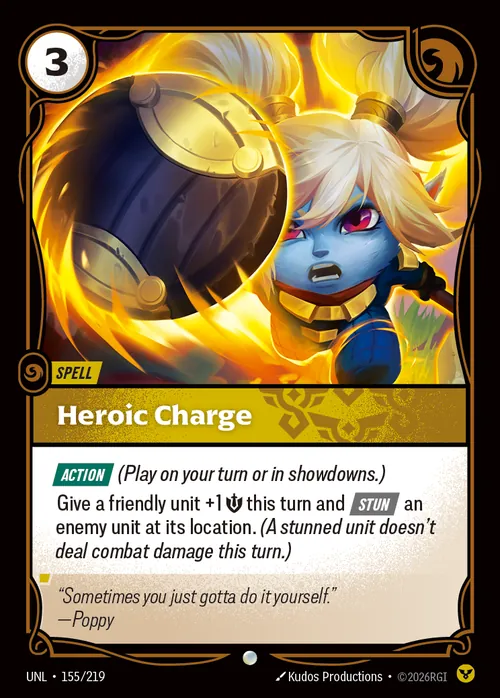 3
SPELL
Heroic Charge
ACTION (Play on your turn or in showdowns.)
Give a friendly unit +1 this turn and STUN an
enemy unit at its location. (A stunned unit doesn't
deal combat damage this turn.)
“Sometimes you just gotta do it yourself.”
—Poppy
UNL • 155/219
Kudos Productions • ©2026RGI